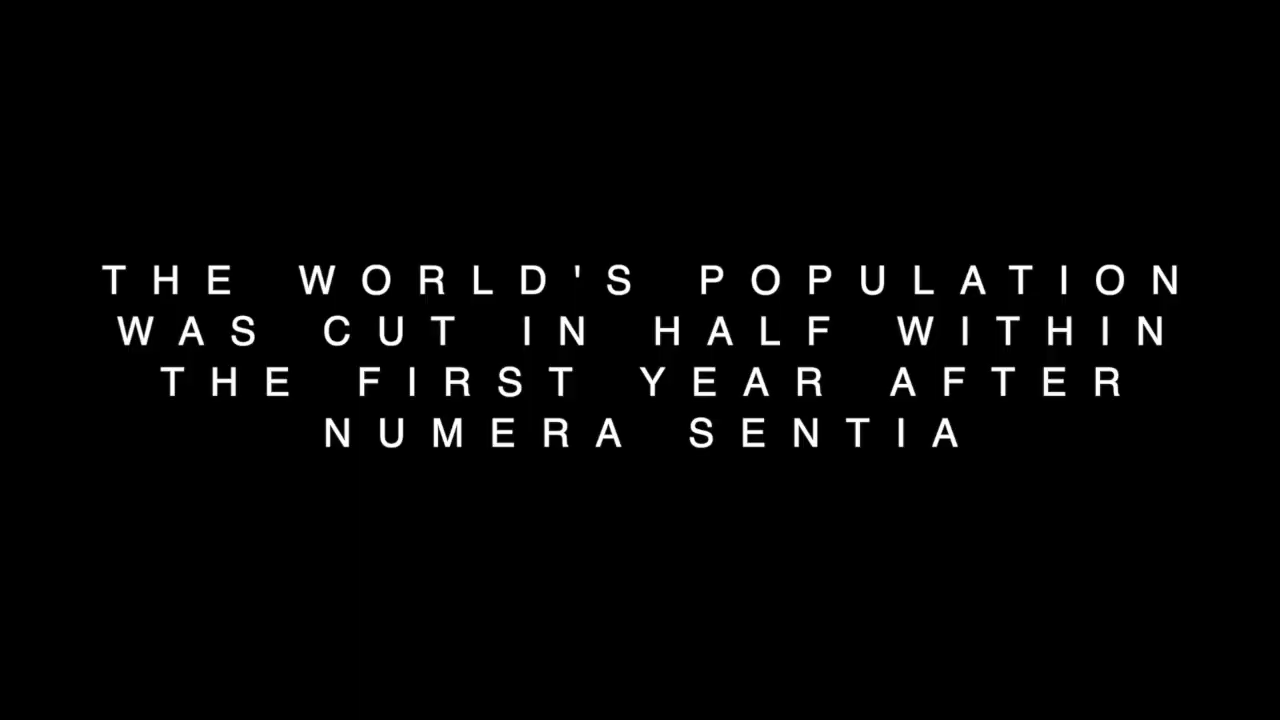 THE WORLD'S POPULATION
WAS CUT IN HALF WITHIN
THE FIRST YEAR AFTER
NUMERA SENTIA